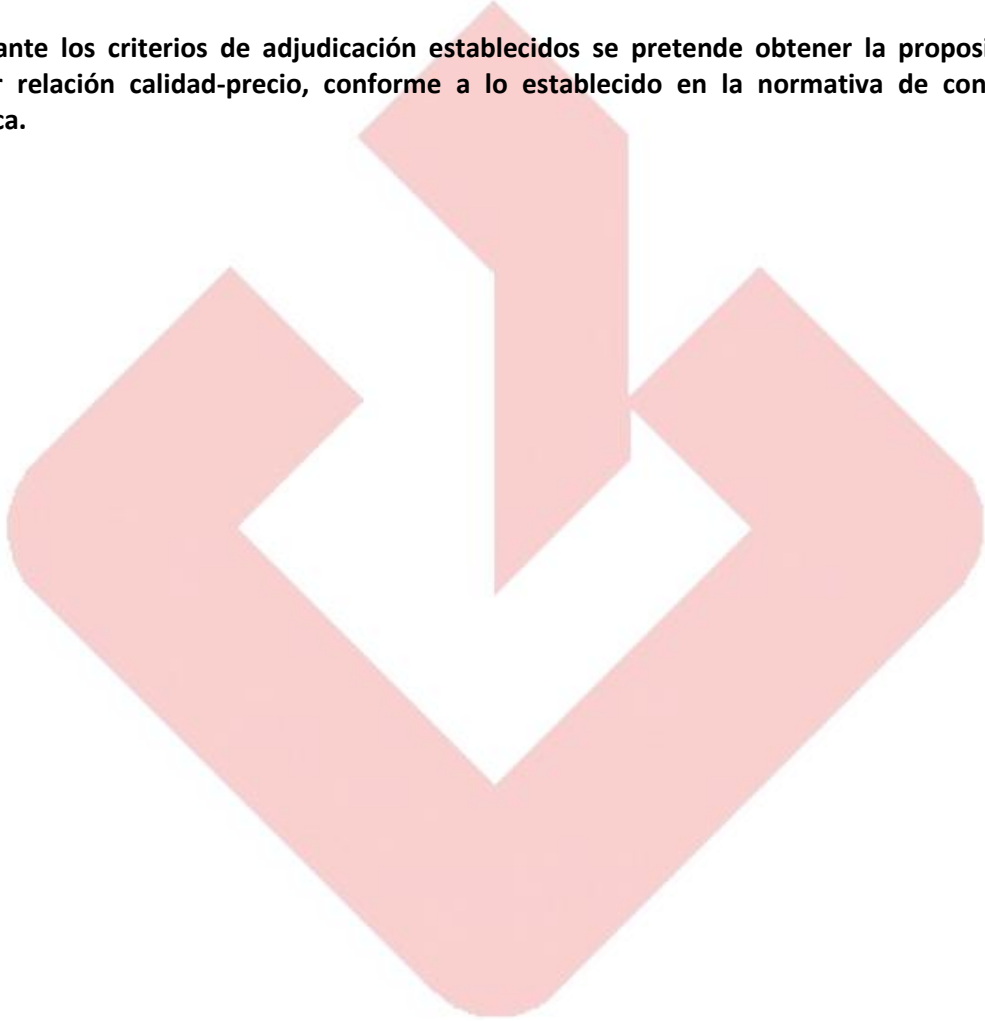 ante los criterios de adjudicación establecidos se pretende obtener la proposi
r relación calidad-precio, conforme a lo establecido en la normativa de con
ca.